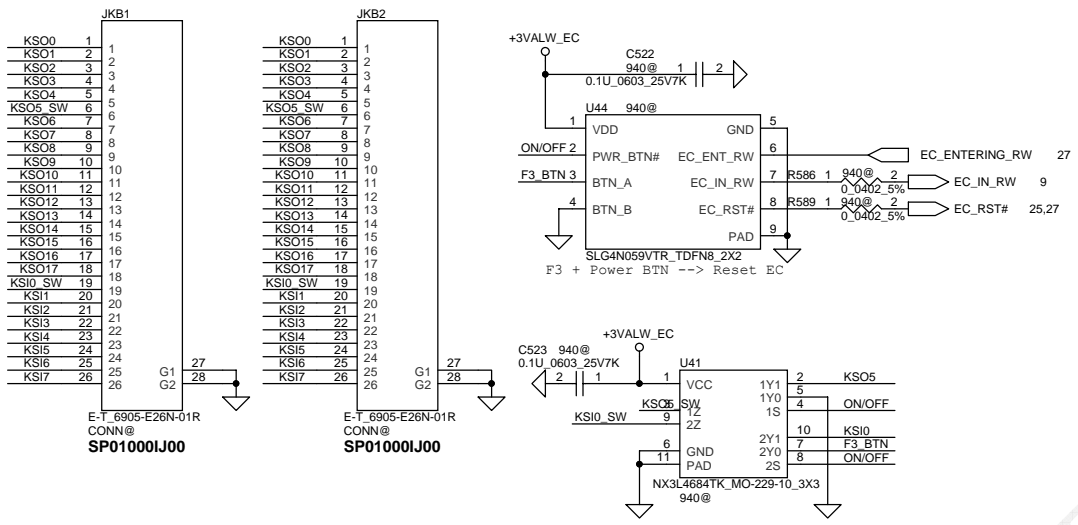 JKB1
KSO0 1 1
KSO1 2 2
KSO2 3 3
KSO3 4 4
KSO4 5 5
KSO5_SW 6 6
KSO6 7 7
KSO7 8 8
KSO8 9 9
KSO9 10 10
KSO10 11 11
KSO11 12 12
KSO12 13 13
KSO13 14 14
KSO14 15 15
KSO15 16 16
KSO16 17 17
KSO17 18 18
KSI0_SW 19 19
KSI1 20 20
KSI2 21 21
KSI3 22 22
KSI4 23 23
KSI5 24 24
KSI6 25 25 G1 27
KSI7 26 26 G2 28
E-T_6905-E26N-01R
CONN@
SP01000IJ00
JKB2
KSO0 1 1
KSO1 2 2
KSO2 3 3
KSO3 4 4
KSO4 5 5
KSO5_SW 6 6
KSO6 7 7
KSO7 8 8
KSO8 9 9
KSO9 10 10
KSO10 11 11
KSO11 12 12
KSO12 13 13
KSO13 14 14
KSO14 15 15
KSO15 16 16
KSO16 17 17
KSO17 18 18
KSI0_SW 19 19
KSI1 20 20
KSI2 21 21
KSI3 22 22
KSI4 23 23
KSI5 24 24
KSI6 25 25 G1 27
KSI7 26 26 G2 28
E-T_6905-E26N-01R
CONN@
SP01000IJ00
+3VALW_EC
C522
940@ 1 2
0.1U_0603_25V7K
U44 940@
1 VDD GND 5
ON/OFF 2 PWR_BTN# EC_ENT_RW 6 EC_ENTERING_RW 27
F3_BTN 3 BTN_A EC_IN_RW 7 R586 1 940@ 2 EC_IN_RW 9
0_0402_5%
4 BTN_B EC_RST# 8 R589 1 940@ 2 EC_RST# 25,27
0_0402_5%
PAD 9
SLG4N059VTR_TDFN8_2X2
F3 + Power BTN --> Reset EC
+3VALW_EC
C523 940@
0.1U_0603_25V7K
2 1
U41
1 VCC 1Y1 2 KSO5
1Y0 5
KSO5_SW 3 1Z 1S 4 ON/OFF
KSI0_SW 9 2Z
2Y1 10 KSI0
6 GND 2Y0 7 F3_BTN
11 PAD 2S 8 ON/OFF
NX3L4684TK_MO-229-10_3X3
940@